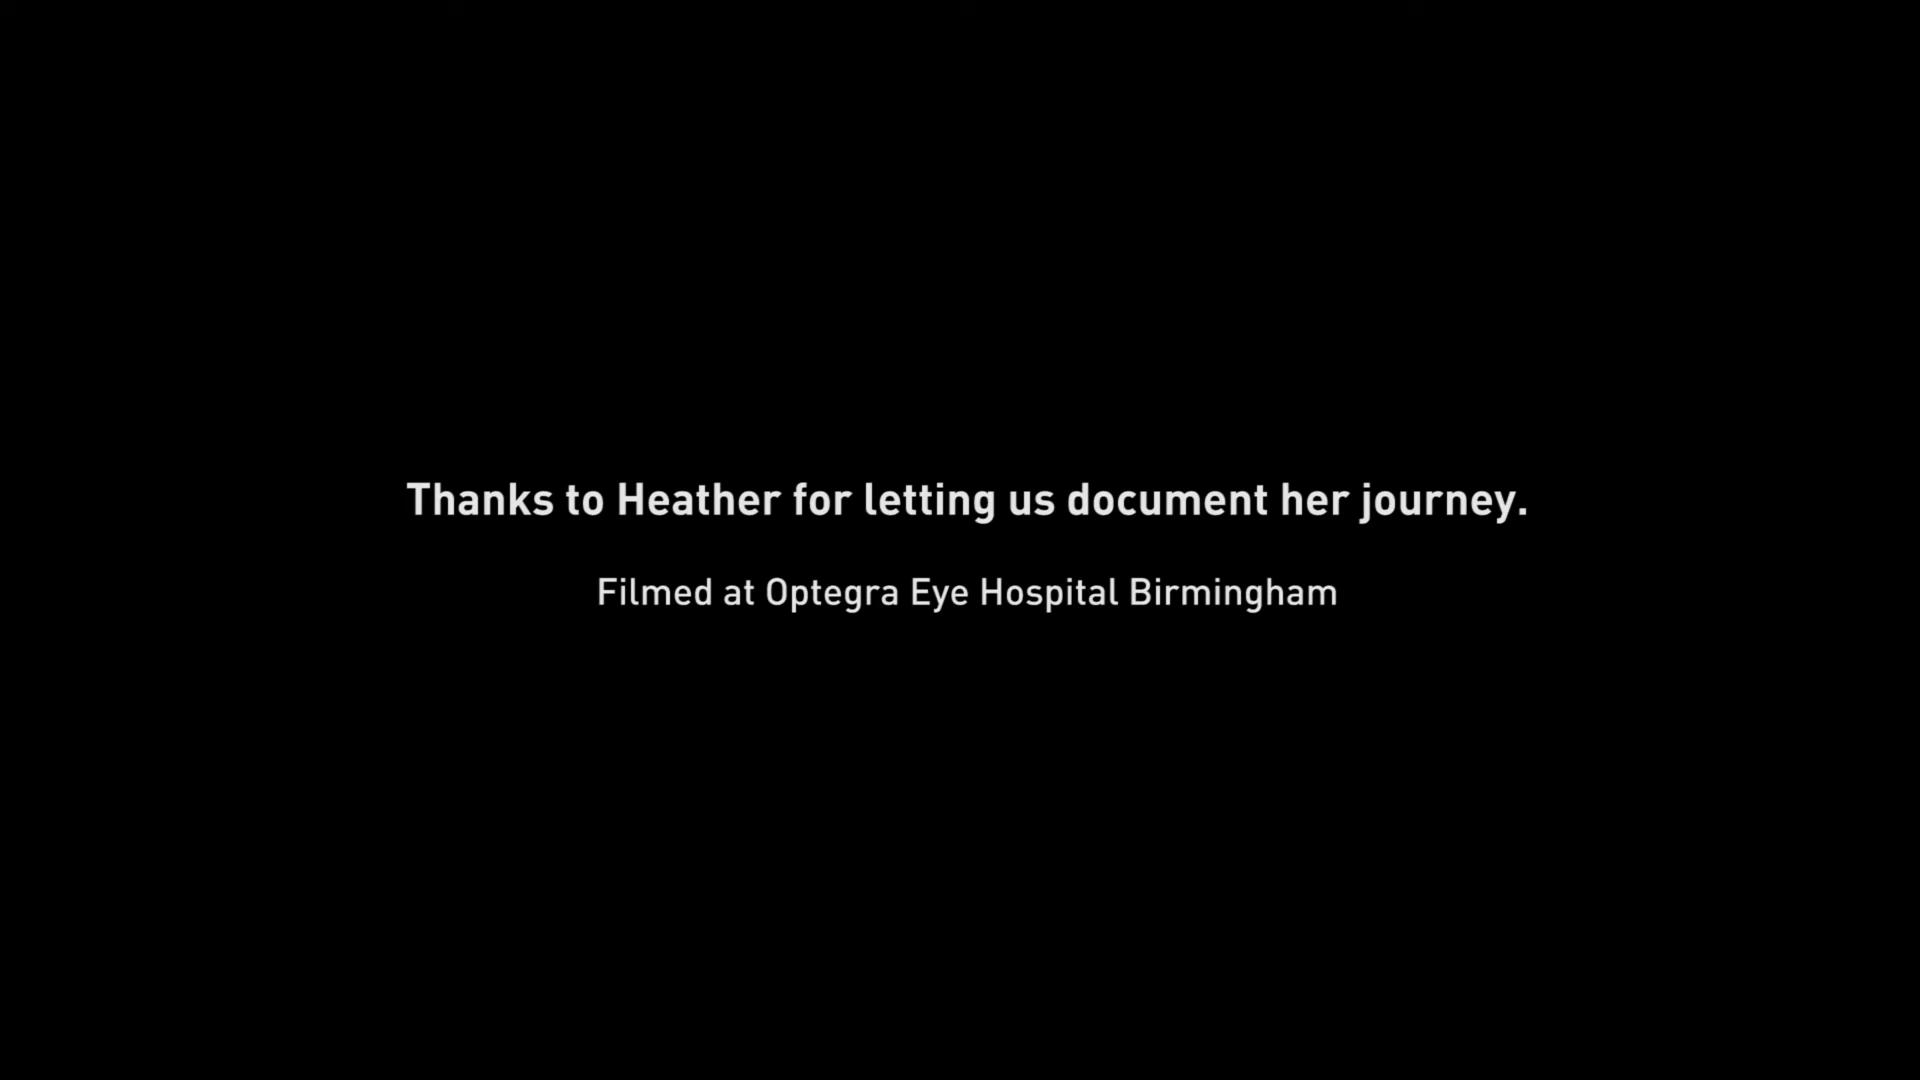 Thanks to Heather for letting us document her journey.
Filmed at Optegra Eye Hospital Birmingham